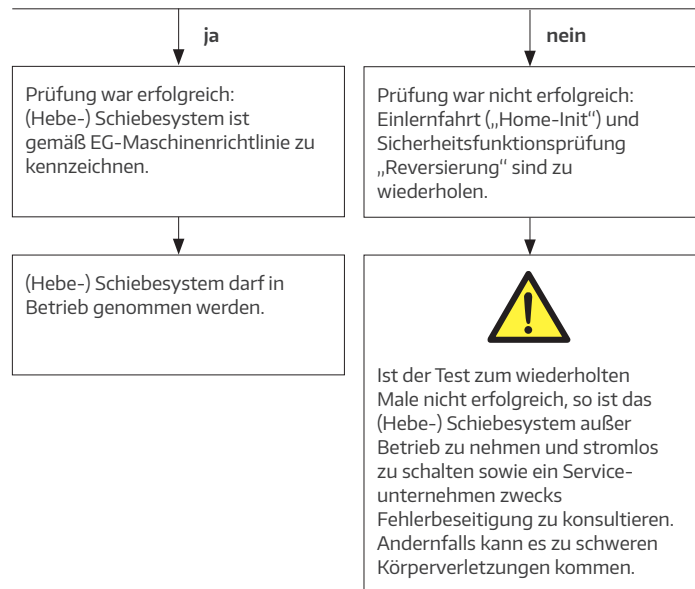 ja
Prüfung war erfolgreich:
(Hebe-) Schiebesystem ist
gemäß EG-Maschinenrichtlinie zu
kennzeichnen.
(Hebe-) Schiebesystem darf in
Betrieb genommen werden.
nein
Prüfung war nicht erfolgreich:
Einlernfahrt („Home-Init“) und
Sicherheitsfunktionsprüfung
„Reversierung“ sind zu
wiederholen.
Ist der Test zum wiederholten
Male nicht erfolgreich, so ist das
(Hebe-) Schiebesystem außer
Betrieb zu nehmen und stromlos
zu schalten sowie ein Service-
unternehmen zwecks
Fehlerbeseitigung zu konsultieren.
Andernfalls kann es zu schweren
Körperverletzungen kommen.